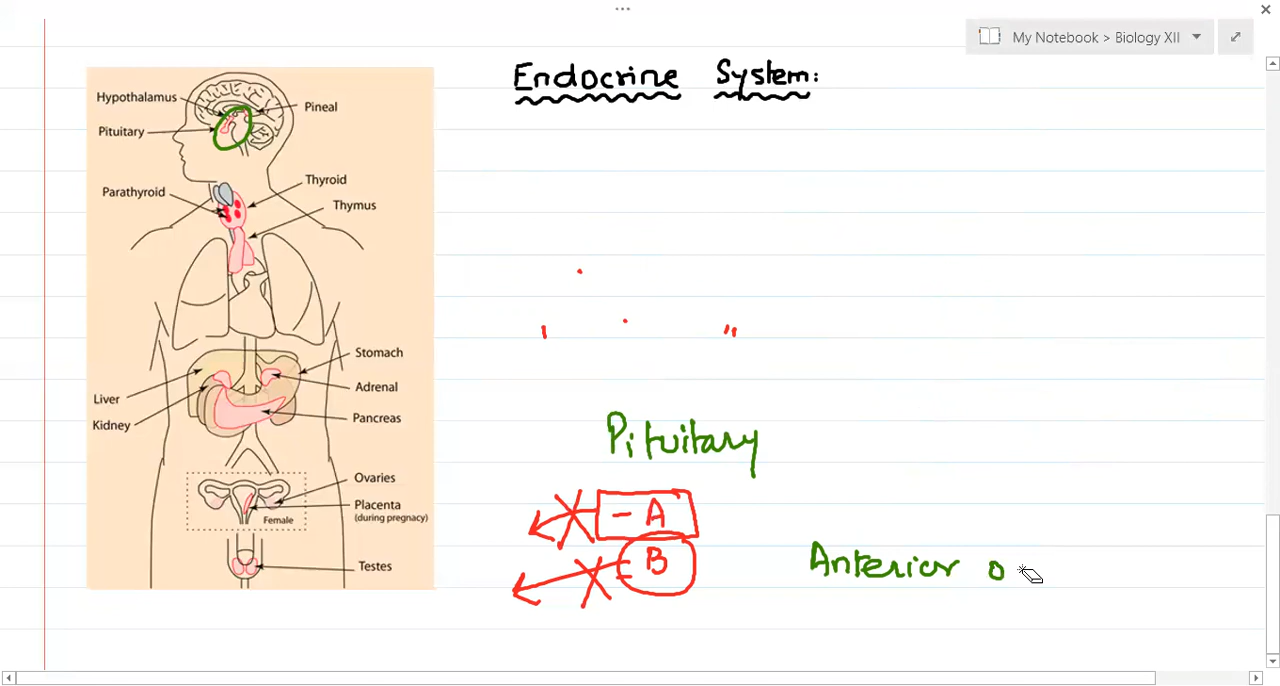 My Notebook > Biology XII
Endocrine System:
Hypothalamus
Pineal
Pituitary
Parathyroid
Thyroid
Thymus
Stomach
Adrenal
Liver
Pancreas
Kidney
Ovaries
Placenta
(during pregnancy)
Female
Testes
Pituitary
- A
B
Anterior o